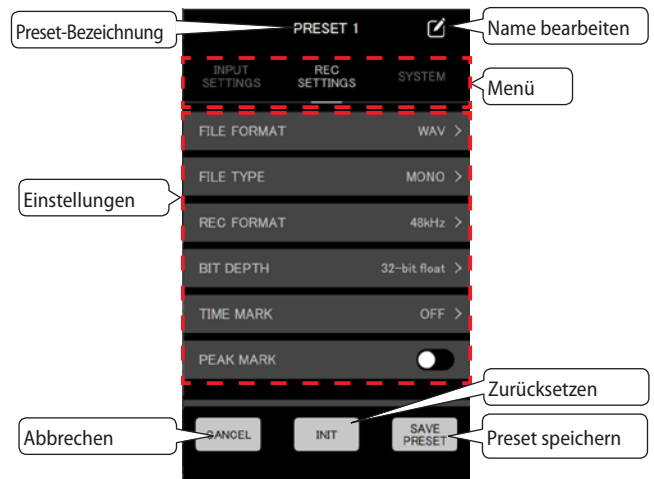 Preset-Bezeichnung
PRESET 1
Name bearbeiten
INPUT SETTINGS
REC SETTINGS
SYSTEM
Menü
Einstellungen
FILE FORMAT WAV >
FILE TYPE MONO >
REC FORMAT 48kHz >
BIT DEPTH 32-bit float >
TIME MARK OFF >
PEAK MARK
Zurücksetzen
Abbrechen
CANCEL
INIT
SAVE PRESET
Preset speichern